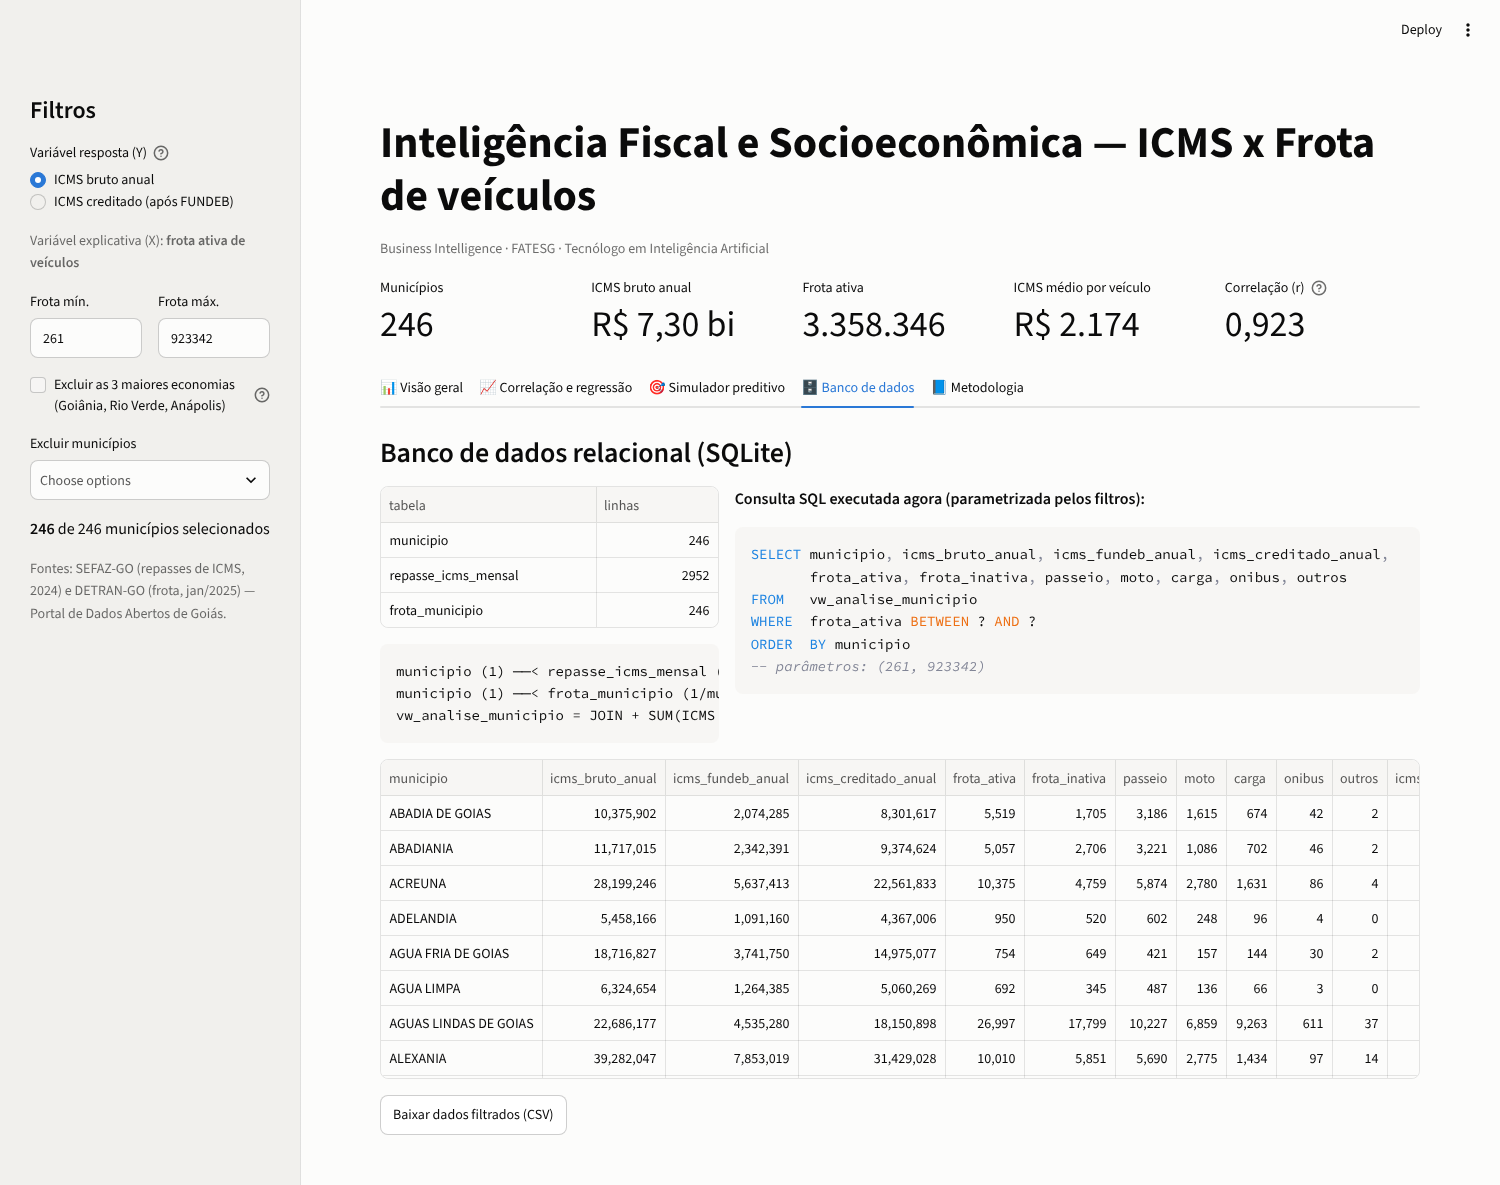 Deploy
Filtros
Variável resposta (Y)
ICMS bruto anual
ICMS creditado (após FUNDEB)
Variável explicativa (X): frota ativa de
veículos
Frota mín.
Frota máx.
261
923342
Excluir as 3 maiores economias
(Goiânia, Rio Verde, Anápolis)
Excluir municípios
Choose options
246 de 246 municípios selecionados
Fontes: SEFAZ-GO (repasses de ICMS,
2024) e DETRAN-GO (frota, jan/2025) —
Portal de Dados Abertos de Goiás.
Inteligência Fiscal e Socioeconômica — ICMS x Frota
de veículos
Business Intelligence · FATESG · Tecnólogo em Inteligência Artificial
Municípios
246
ICMS bruto anual
R$ 7,30 bi
Frota ativa
3.358.346
ICMS médio por veículo
R$ 2.174
Correlação (r)
0,923
📊 Visão geral 📈 Correlação e regressão 🎯 Simulador preditivo 🗄️ Banco de dados 📘 Metodologia
Banco de dados relacional (SQLite)
tabela linhas
municipio 246
repasse_icms_mensal 2952
frota_municipio 246
municipio (1) ──< repasse_icms_mensal (
municipio (1) ──< frota_municipio (1/mu
vw_analise_municipio = JOIN + SUM(ICMS
Consulta SQL executada agora (parametrizada pelos filtros):
SELECT municipio, icms_bruto_anual, icms_fundeb_anual, icms_creditado_anual,
frota_ativa, frota_inativa, passeio, moto, carga, onibus, outros
FROM vw_analise_municipio
WHERE frota_ativa BETWEEN ? AND ?
ORDER BY municipio
-- parâmetros: (261, 923342)
municipio icms_bruto_anual icms_fundeb_anual icms_creditado_anual frota_ativa frota_inativa passeio moto carga onibus outros icms
ABADIA DE GOIAS 10,375,902 2,074,285 8,301,617 5,519 1,705 3,186 1,615 674 42 2
ABADIANIA 11,717,015 2,342,391 9,374,624 5,057 2,706 3,221 1,086 702 46 2
ACREUNA 28,199,246 5,637,413 22,561,833 10,375 4,759 5,874 2,780 1,631 86 4
ADELANDIA 5,458,166 1,091,160 4,367,006 950 520 602 248 96 4 0
AGUA FRIA DE GOIAS 18,716,827 3,741,750 14,975,077 754 649 421 157 144 30 2
AGUA LIMPA 6,324,654 1,264,385 5,060,269 692 345 487 136 66 3 0
AGUAS LINDAS DE GOIAS 22,686,177 4,535,280 18,150,898 26,997 17,799 10,227 6,859 9,263 611 37
ALEXANIA 39,282,047 7,853,019 31,429,028 10,010 5,851 5,690 2,775 1,434 97 14
Baixar dados filtrados (CSV)